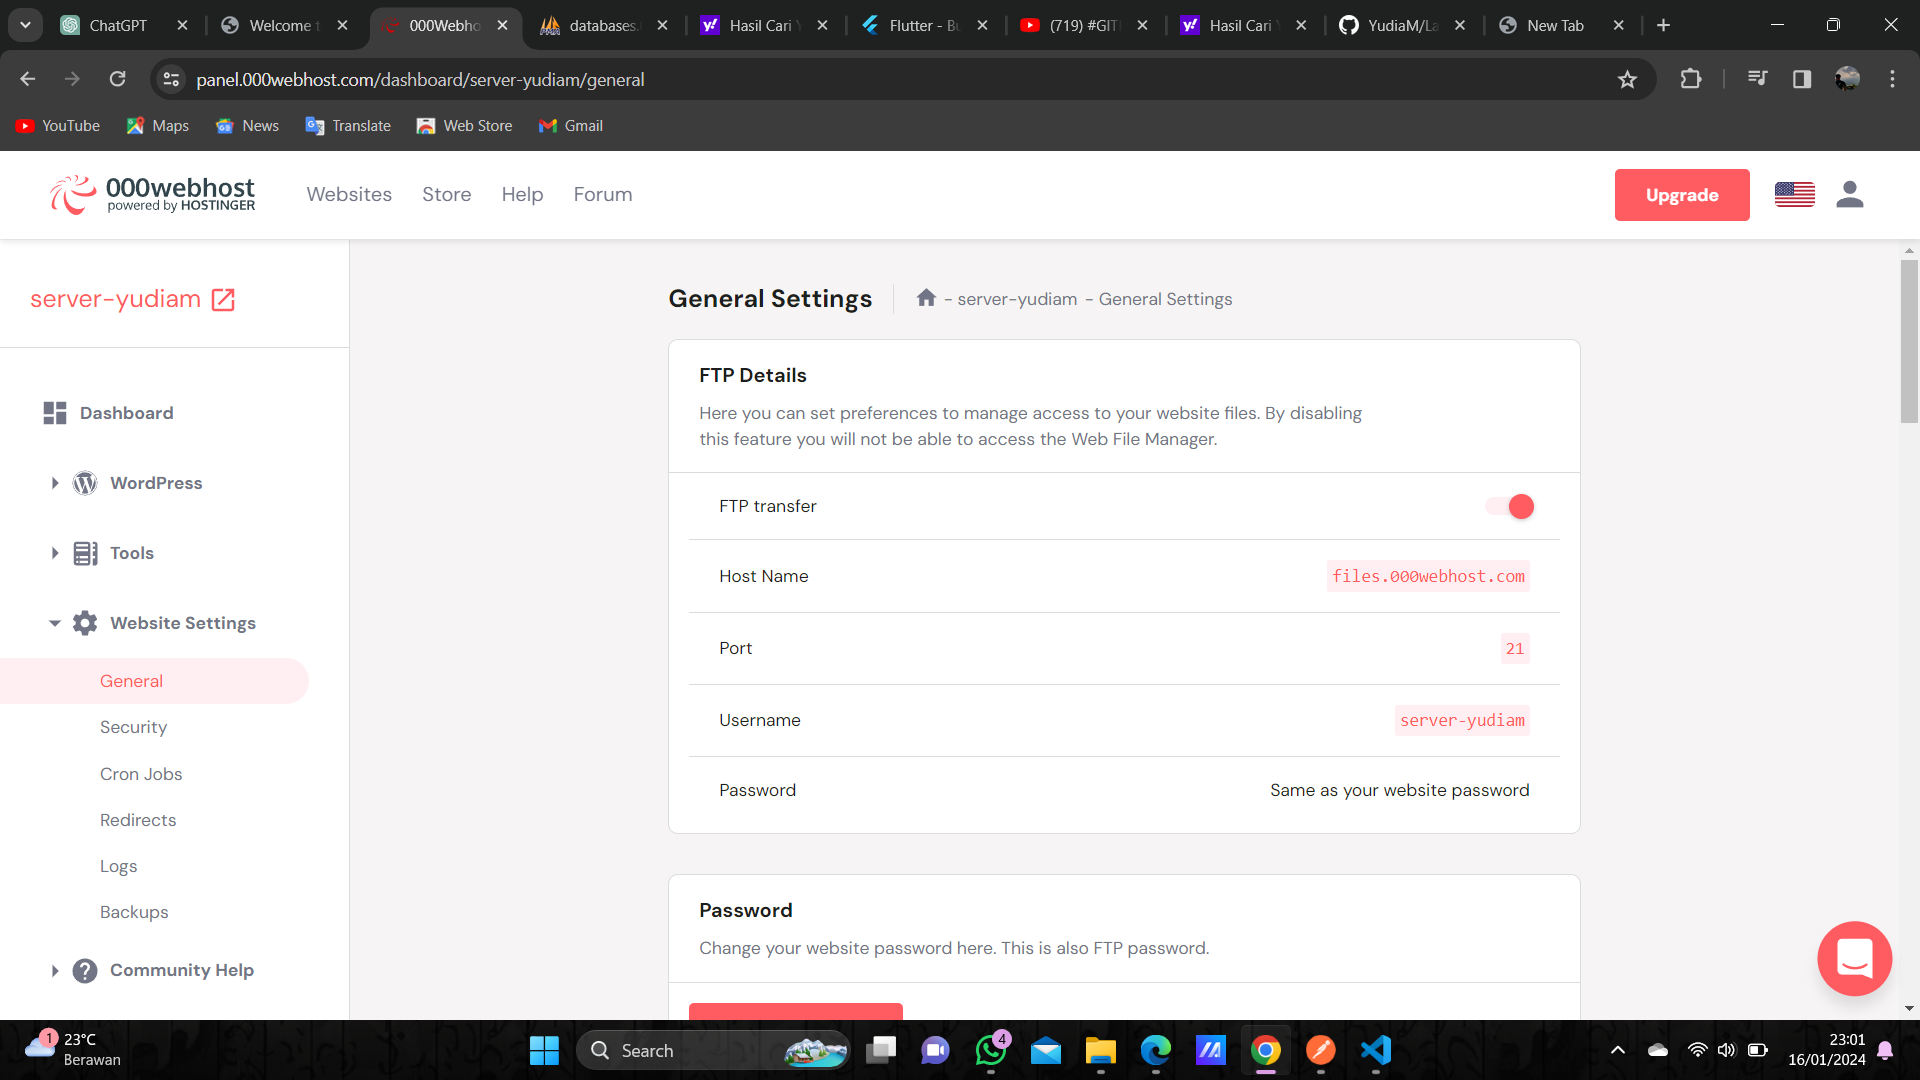 ChatGPT
Welcome t
000Webho
databases.
Hasil Cari Y
Flutter - Bu
(719) #GIT
Hasil Cari
YudiaM/La
New Tab
panel.000webhost.com/dashboard/server-yudiam/general
YouTube
Maps
News
Translate
Web Store
Gmail
000webhost
powered by HOSTINGER
Websites
Store
Help
Forum
Upgrade
server-yudiam
General Settings
- server-yudiam - General Settings
Dashboard
WordPress
Tools
Website Settings
General
Security
Cron Jobs
Redirects
Logs
Backups
Community Help
FTP Details
Here you can set preferences to manage access to your website files. By disabling
this feature you will not be able to access the Web File Manager.
FTP transfer
Host Name
files.000webhost.com
Port
21
Username
server-yudiam
Password
Same as your website password
Password
Change your website password here. This is also FTP password.
1
23°C
Berawan
Search
4
23:01
16/01/2024